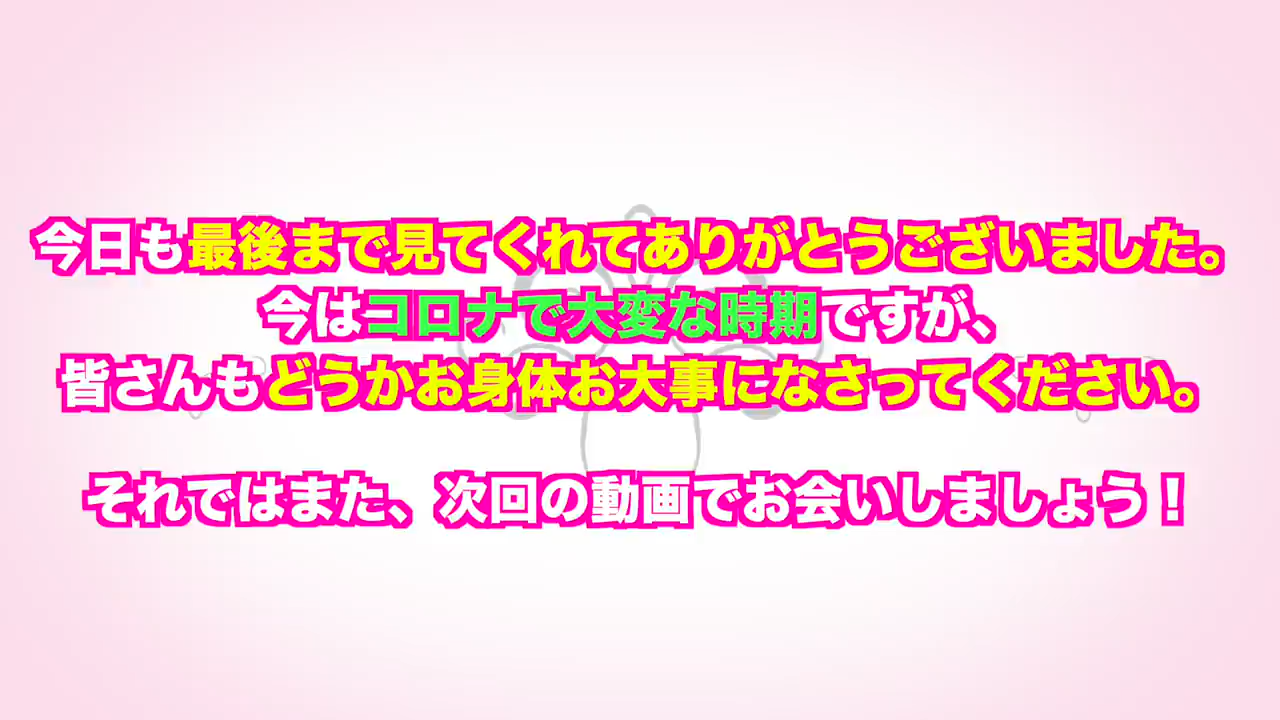 今日も最後まで見てくれてありがとうございました。
今はコロナで大変な時期ですが、
皆さんもどうかお身体お大事になさってください。
それではまた、次回の動画でお会いしましょう！